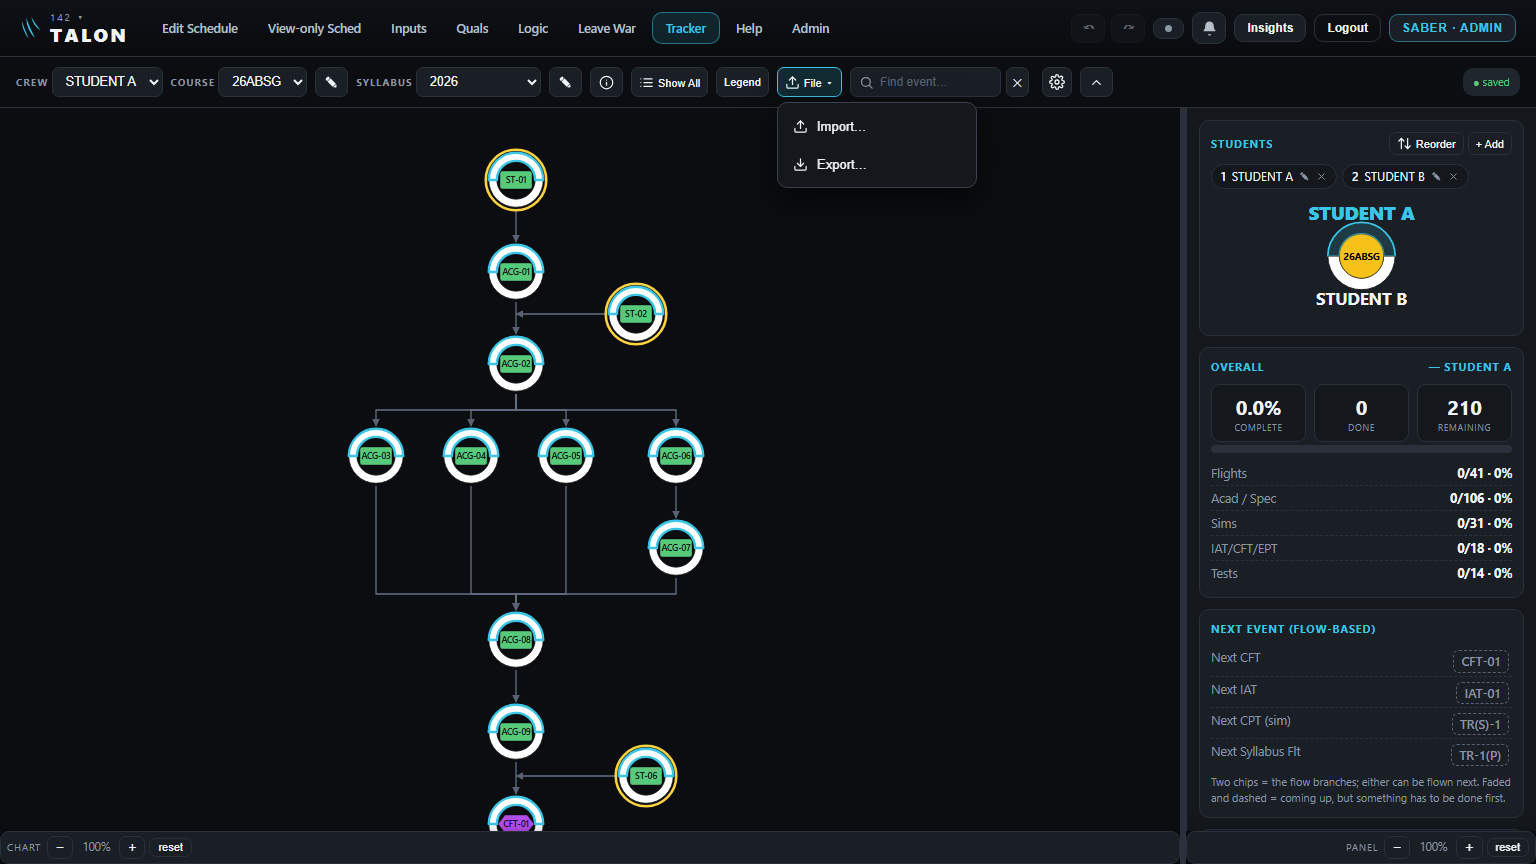 142
TALON
Edit Schedule
View-only Sched
Inputs
Quals
Logic
Leave War
Tracker
Help
Admin
Insights
Logout
SABER · ADMIN
CREW
STUDENT A
COURSE
26ABSG
SYLLABUS
2026
Show All
Legend
File
Find event...
saved
Import...
Export...
ST-01
ACG-01
ST-02
ACG-02
ACG-03
ACG-04
ACG-05
ACG-06
ACG-07
ACG-08
ACG-09
ST-06
CFT-01
STUDENTS
Reorder
+ Add
1 STUDENT A
2 STUDENT B
STUDENT A
26ABSG
STUDENT B
OVERALL
— STUDENT A
0.0%
COMPLETE
0
DONE
210
REMAINING
Flights
0/41 · 0%
Acad / Spec
0/106 · 0%
Sims
0/31 · 0%
IAT/CFT/EPT
0/18 · 0%
Tests
0/14 · 0%
NEXT EVENT (FLOW-BASED)
Next CFT
CFT-01
Next IAT
IAT-01
Next CPT (sim)
TR(S)-1
Next Syllabus Flt
TR-1(P)
Two chips = the flow branches; either can be flown next. Faded
and dashed = coming up, but something has to be done first.
CHART
−
100%
+
reset
PANEL
−
100%
+
reset